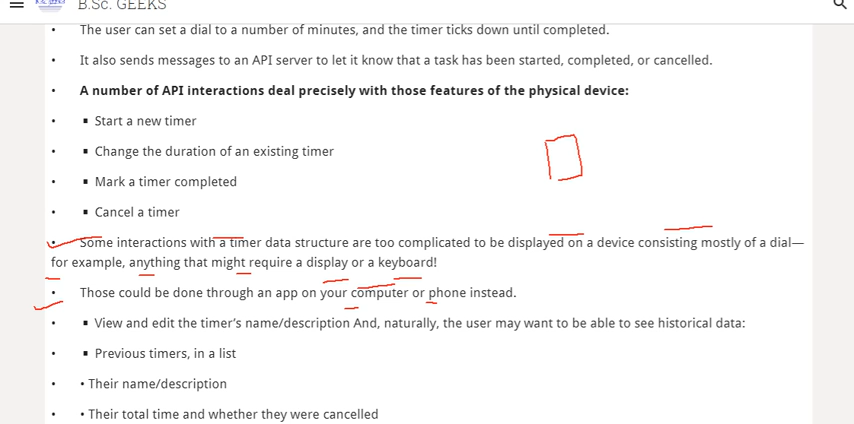 B.Sc. GEEKS
• The user can set a dial to a number of minutes, and the timer ticks down until completed.
• It also sends messages to an API server to let it know that a task has been started, completed, or cancelled.
• A number of API interactions deal precisely with those features of the physical device:
• ▪ Start a new timer
• ▪ Change the duration of an existing timer
• ▪ Mark a timer completed
• ▪ Cancel a timer
• Some interactions with a timer data structure are too complicated to be displayed on a device consisting mostly of a dial—
for example, anything that might require a display or a keyboard!
• Those could be done through an app on your computer or phone instead.
• ▪ View and edit the timer’s name/description And, naturally, the user may want to be able to see historical data:
• ▪ Previous timers, in a list
• • Their name/description
• • Their total time and whether they were cancelled